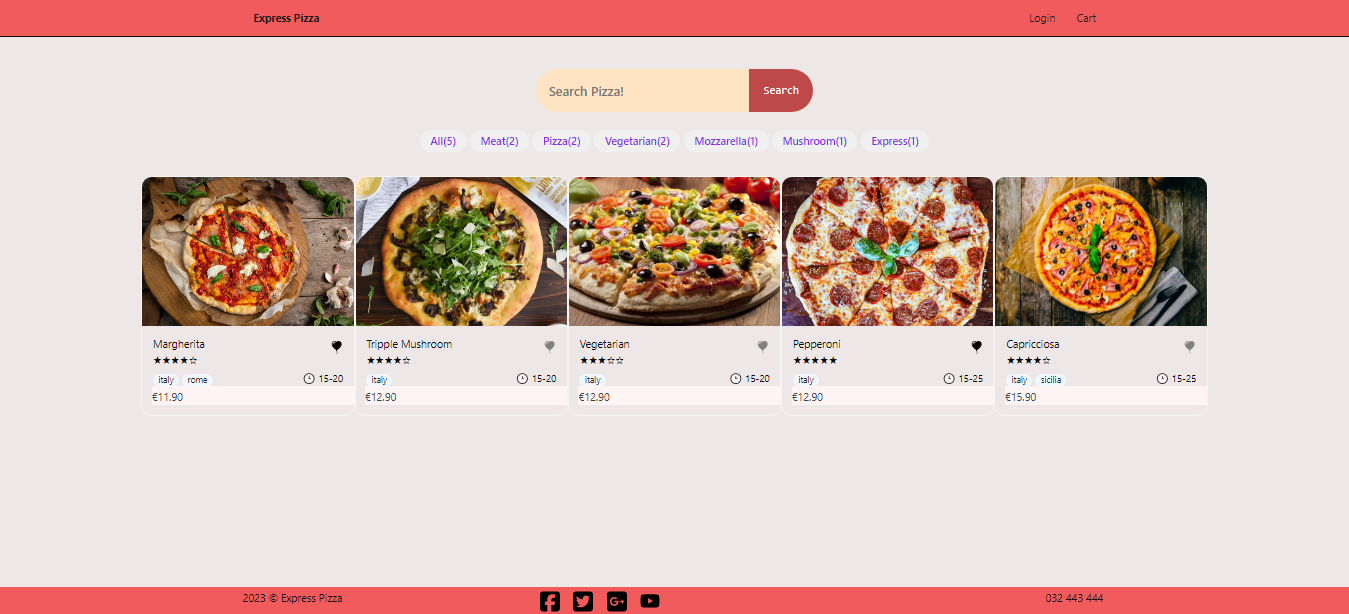 Express Pizza Login Cart
Search Pizza! Search
All(5) Meat(2) Pizza(2) Vegetarian(2) Mozzarella(1) Mushroom(1) Express(1)
Margherita
★★★★☆
italy rome 15-20
€11.90
Tripple Mushroom
★★★★☆
italy 15-20
€12.90
Vegetarian
★★★☆☆
italy 15-20
€12.90
Pepperoni
★★★★★
italy 15-25
€12.90
Capricciosa
★★★★☆
italy sicilia 15-25
€15.90
2023 © Express Pizza 032 443 444